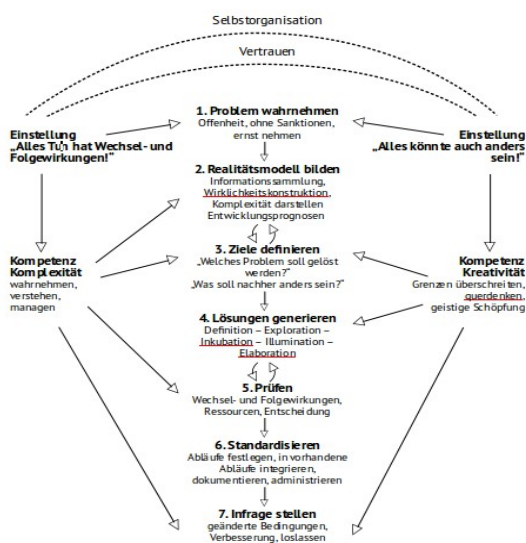 Selbstorganisation
Vertrauen
Einstellung
„Alles Tun hat Wechsel- und
Folgewirkungen!“
Kompetenz
Komplexität
wahrnehmen,
verstehen,
managen
1. Problem wahrnehmen
Offenheit, ohne Sanktionen,
ernst nehmen
2. Realitätsmodell bilden
Informationssammlung,
Wirklichkeitskonstruktion,
Komplexität darstellen
Entwicklungsprognosen
3. Ziele definieren
„Welches Problem soll gelöst
werden?“
„Was soll nachher anders sein?“
4. Lösungen generieren
Definition – Exploration –
Inkubation – Illumination –
Elaboration
5. Prüfen
Wechsel- und Folgewirkungen,
Ressourcen, Entscheidung
6. Standardisieren
Abläufe festlegen, in vorhandene
Abläufe integrieren,
dokumentieren, administrieren
7. Infrage stellen
geänderte Bedingungen,
Verbesserung, loslassen
Einstellung
„Alles könnte auch anders
sein!“
Kompetenz
Kreativität
Grenzen überschreiten,
querdenken,
geistige Schöpfung